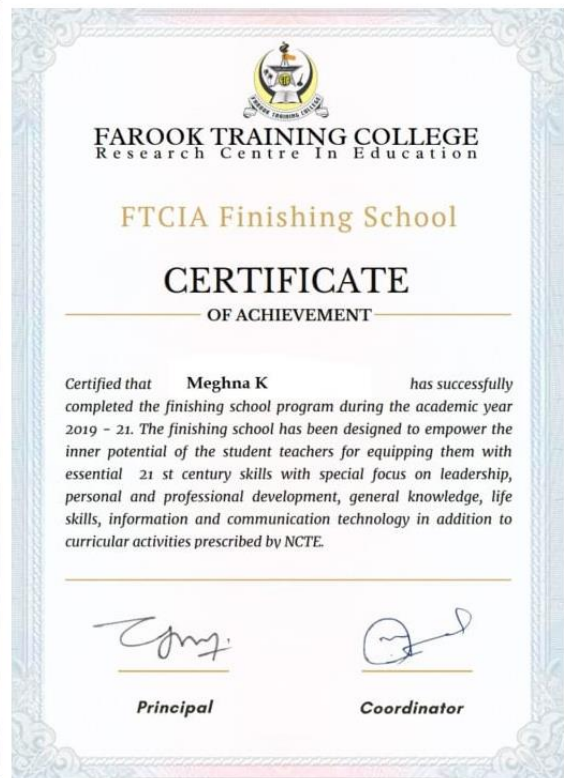 FAROOK TRAINING COLLEGE
FAROOK TRAINING COLLEGE
Research Centre In Education
FTCIA Finishing School
CERTIFICATE
OF ACHIEVEMENT
Certified that Meghna K has successfully
completed the finishing school program during the academic year
2019 - 21. The finishing school has been designed to empower the
inner potential of the student teachers for equipping them with
essential 21 st century skills with special focus on leadership,
personal and professional development, general knowledge, life
skills, information and communication technology in addition to
curricular activities prescribed by NCTE.
Principal Coordinator